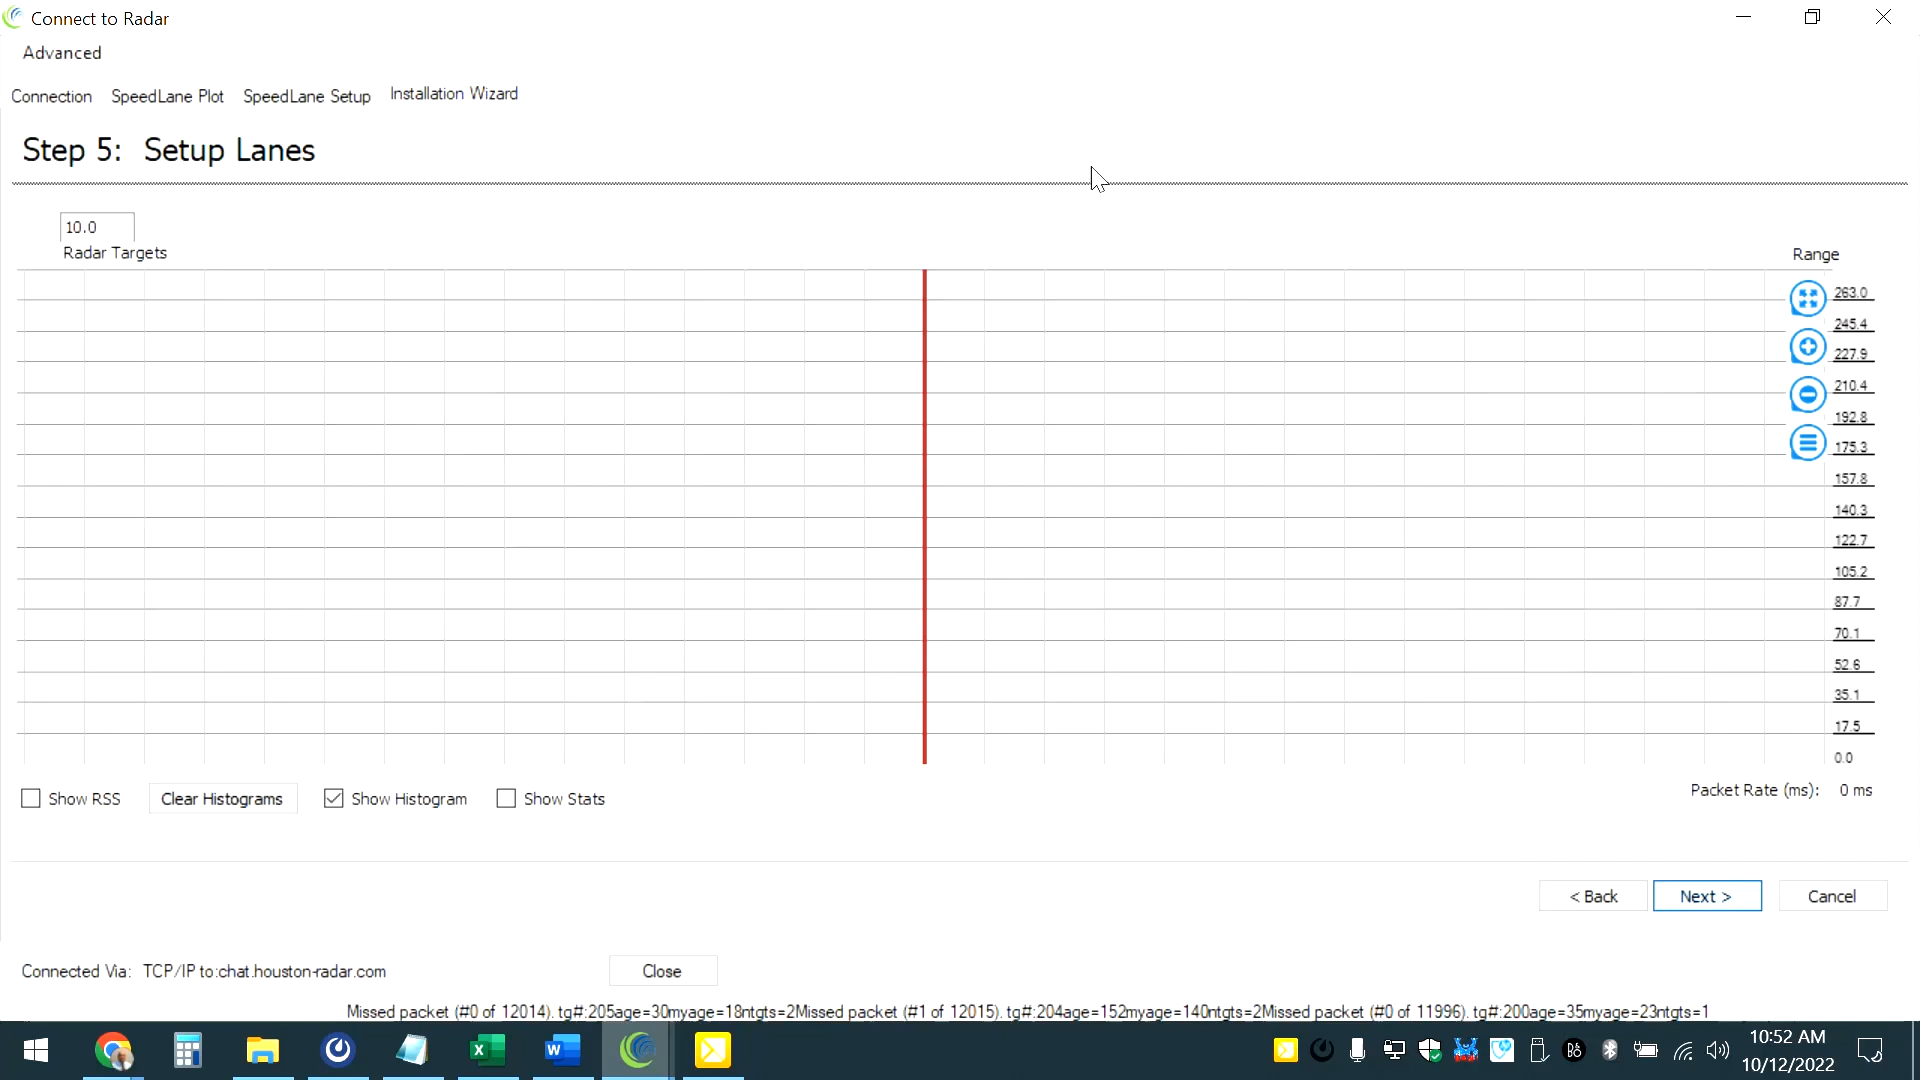 Connect to Radar
Advanced
Connection SpeedLane Plot SpeedLane Setup Installation Wizard
Step 5: Setup Lanes
10.0
Radar Targets
Range
263.0
245.4
227.9
210.4
192.8
175.3
157.8
140.3
122.7
105.2
87.7
70.1
52.6
35.1
17.5
0.0
Show RSS Clear Histograms Show Histogram Show Stats
Packet Rate (ms): 0 ms
< Back Next > Cancel
Connected Via: TCP/IP to:chat.houston-radar.com Close
Missed packet (#0 of 12014). tg#:205age=30myage=18ntgts=2Missed packet (#1 of 12015). tg#:204age=152myage=140ntgts=2Missed packet (#0 of 11996). tg#:200age=35myage=23ntgts=1
10:52 AM
10/12/2022